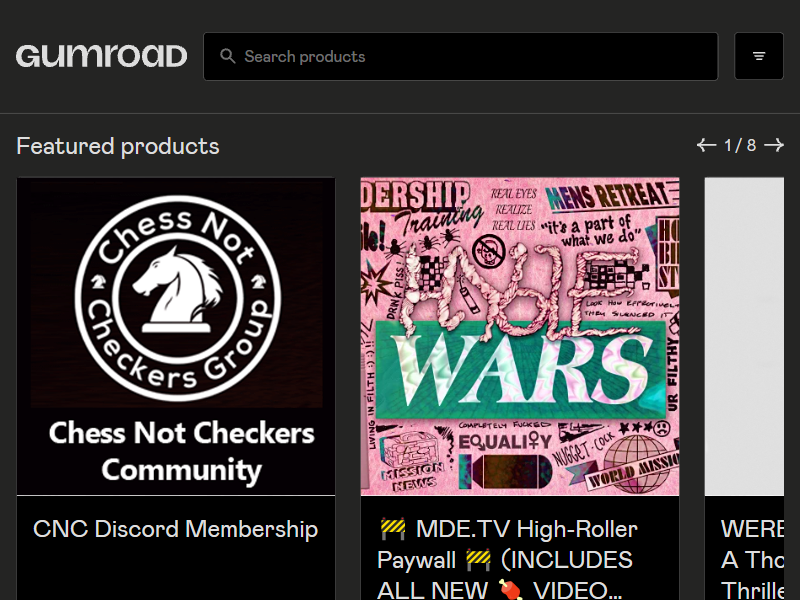 GUMROAD
Search products
Featured products
1 / 8
Chess Not
Checkers Group
Chess Not Checkers
Community
CNC Discord Membership
DERSHIP
Training
REAL EYES
REALIZE
REAL LIES
MENS RETREAT
"it's a part of
what we do"
DRINK PISS!
LOOK HOW EFFECTIVELY
THEY SILENCED IT
WARS
LIVING IN FILTH
UR FILTHY
COMPLETELY FUCKED
EQUALITY
NUGGET-COCK
MISSION
NEWS
WORLD MISSIO
🚧 MDE.TV High-Roller
Paywall 🚧 (INCLUDES
ALL NEW 🍖 VIDEO...
WERE
A Tho
Thrille